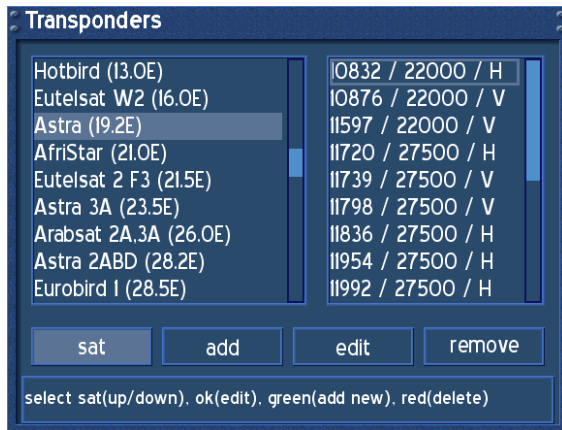 Transponders
Hotbird (13.0E)
Eutelsat W2 (16.0E)
Astra (19.2E)
AfriStar (21.0E)
Eutelsat 2 F3 (21.5E)
Astra 3A (23.5E)
Arabsat 2A,3A (26.0E)
Astra 2ABD (28.2E)
Eurobird 1 (28.5E)
10832 / 22000 / H
10876 / 22000 / V
11597 / 22000 / V
11720 / 27500 / H
11739 / 27500 / V
11798 / 27500 / V
11836 / 27500 / H
11954 / 27500 / H
11992 / 27500 / H
sat add edit remove
select sat(up/down), ok(edit), green(add new), red(delete)